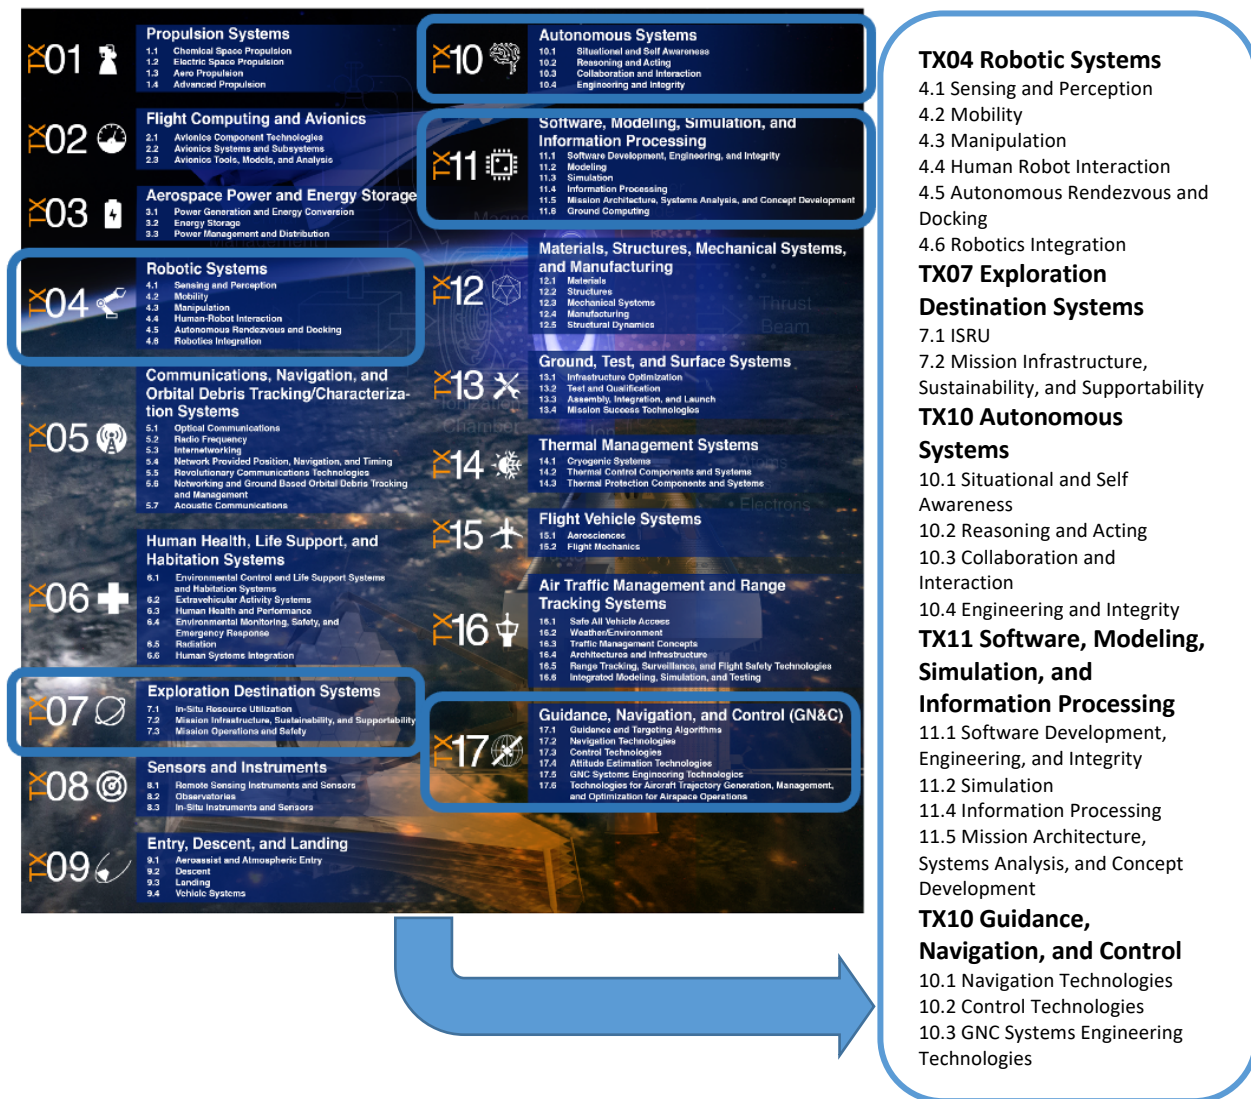 TX01
Propulsion Systems
1.1 Chemical Space Propulsion
1.2 Electric Space Propulsion
1.3 Aero Propulsion
1.4 Advanced Propulsion
TX02
Flight Computing and Avionics
2.1 Avionics Component Technologies
2.2 Avionics Systems and Subsystems
2.3 Avionics Tools, Models, and Analysis
TX03
Aerospace Power and Energy Storage
3.1 Power Generation and Energy Conversion
3.2 Energy Storage
3.3 Power Management and Distribution
TX04
Robotic Systems
4.1 Sensing and Perception
4.2 Mobility
4.3 Manipulation
4.4 Human-Robot Interaction
4.5 Autonomous Rendezvous and Docking
4.6 Robotics Integration
TX05
Communications, Navigation, and
Orbital Debris Tracking/Characteriza-
tion Systems
5.1 Optical Communications
5.2 Radio Frequency
5.3 Internetworking
5.4 Network Provided Position, Navigation, and Timing
5.5 Revolutionary Communications Technologies
5.6 Networking and Ground Based Orbital Debris Tracking
and Management
5.7 Acoustic Communications
TX06
Human Health, Life Support, and
Habitation Systems
6.1 Environmental Control and Life Support Systems
and Habitation Systems
6.2 Extravehicular Activity Systems
6.3 Human Health and Performance
6.4 Environmental Monitoring, Safety, and
Emergency Response
6.5 Radiation
6.6 Human Systems Integration
TX07
Exploration Destination Systems
7.1 In-Situ Resource Utilization
7.2 Mission Infrastructure, Sustainability, and Supportability
7.3 Mission Operations and Safety
TX08
Sensors and Instruments
8.1 Remote Sensing Instruments and Sensors
8.2 Observatories
8.3 In-Situ Instruments and Sensors
TX09
Entry, Descent, and Landing
9.1 Aeroassist and Atmospheric Entry
9.2 Descent
9.3 Landing
9.4 Vehicle Systems
TX10
Autonomous Systems
10.1 Situational and Self Awareness
10.2 Reasoning and Acting
10.3 Collaboration and Interaction
10.4 Engineering and Integrity
TX11
Software, Modeling, Simulation, and
Information Processing
11.1 Software Development, Engineering, and Integrity
11.2 Modeling
11.3 Simulation
11.4 Information Processing
11.5 Mission Architecture, Systems Analysis, and Concept Development
11.6 Ground Computing
TX12
Materials, Structures, Mechanical Systems,
and Manufacturing
12.1 Materials
12.2 Structures
12.3 Mechanical Systems
12.4 Manufacturing
12.5 Structural Dynamics
Thrust
Beam
TX13
Ground, Test, and Surface Systems
13.1 Infrastructure Optimization
13.2 Test and Qualification
13.3 Assembly, Integration, and Launch
13.4 Mission Success Technologies
Chamber
Ion
TX14
Thermal Management Systems
14.1 Cryogenic Systems
14.2 Thermal Control Components and Systems
14.3 Thermal Protection Components and Systems
• Electrons
TX15
Flight Vehicle Systems
15.1 Aerosciences
15.2 Flight Mechanics
TX16
Air Traffic Management and Range
Tracking Systems
16.1 Safe All Vehicle Access
16.2 Weather/Environment
16.3 Traffic Management Concepts
16.4 Architectures and Infrastructure
16.5 Range Tracking, Surveillance, and Flight Safety Technologies
16.6 Integrated Modeling, Simulation, and Testing
TX17
Guidance, Navigation, and Control (GN&C)
17.1 Guidance and Targeting Algorithms
17.2 Navigation Technologies
17.3 Control Technologies
17.4 Attitude Estimation Technologies
17.5 GNC Systems Engineering Technologies
17.6 Technologies for Aircraft Trajectory Generation, Management,
and Optimization for Airspace Operations
TX04 Robotic Systems
4.1 Sensing and Perception
4.2 Mobility
4.3 Manipulation
4.4 Human Robot Interaction
4.5 Autonomous Rendezvous and
Docking
4.6 Robotics Integration
TX07 Exploration
Destination Systems
7.1 ISRU
7.2 Mission Infrastructure,
Sustainability, and Supportability
TX10 Autonomous
Systems
10.1 Situational and Self
Awareness
10.2 Reasoning and Acting
10.3 Collaboration and
Interaction
10.4 Engineering and Integrity
TX11 Software, Modeling,
Simulation, and
Information Processing
11.1 Software Development,
Engineering, and Integrity
11.2 Simulation
11.4 Information Processing
11.5 Mission Architecture,
Systems Analysis, and Concept
Development
TX10 Guidance,
Navigation, and Control
10.1 Navigation Technologies
10.2 Control Technologies
10.3 GNC Systems Engineering
Technologies